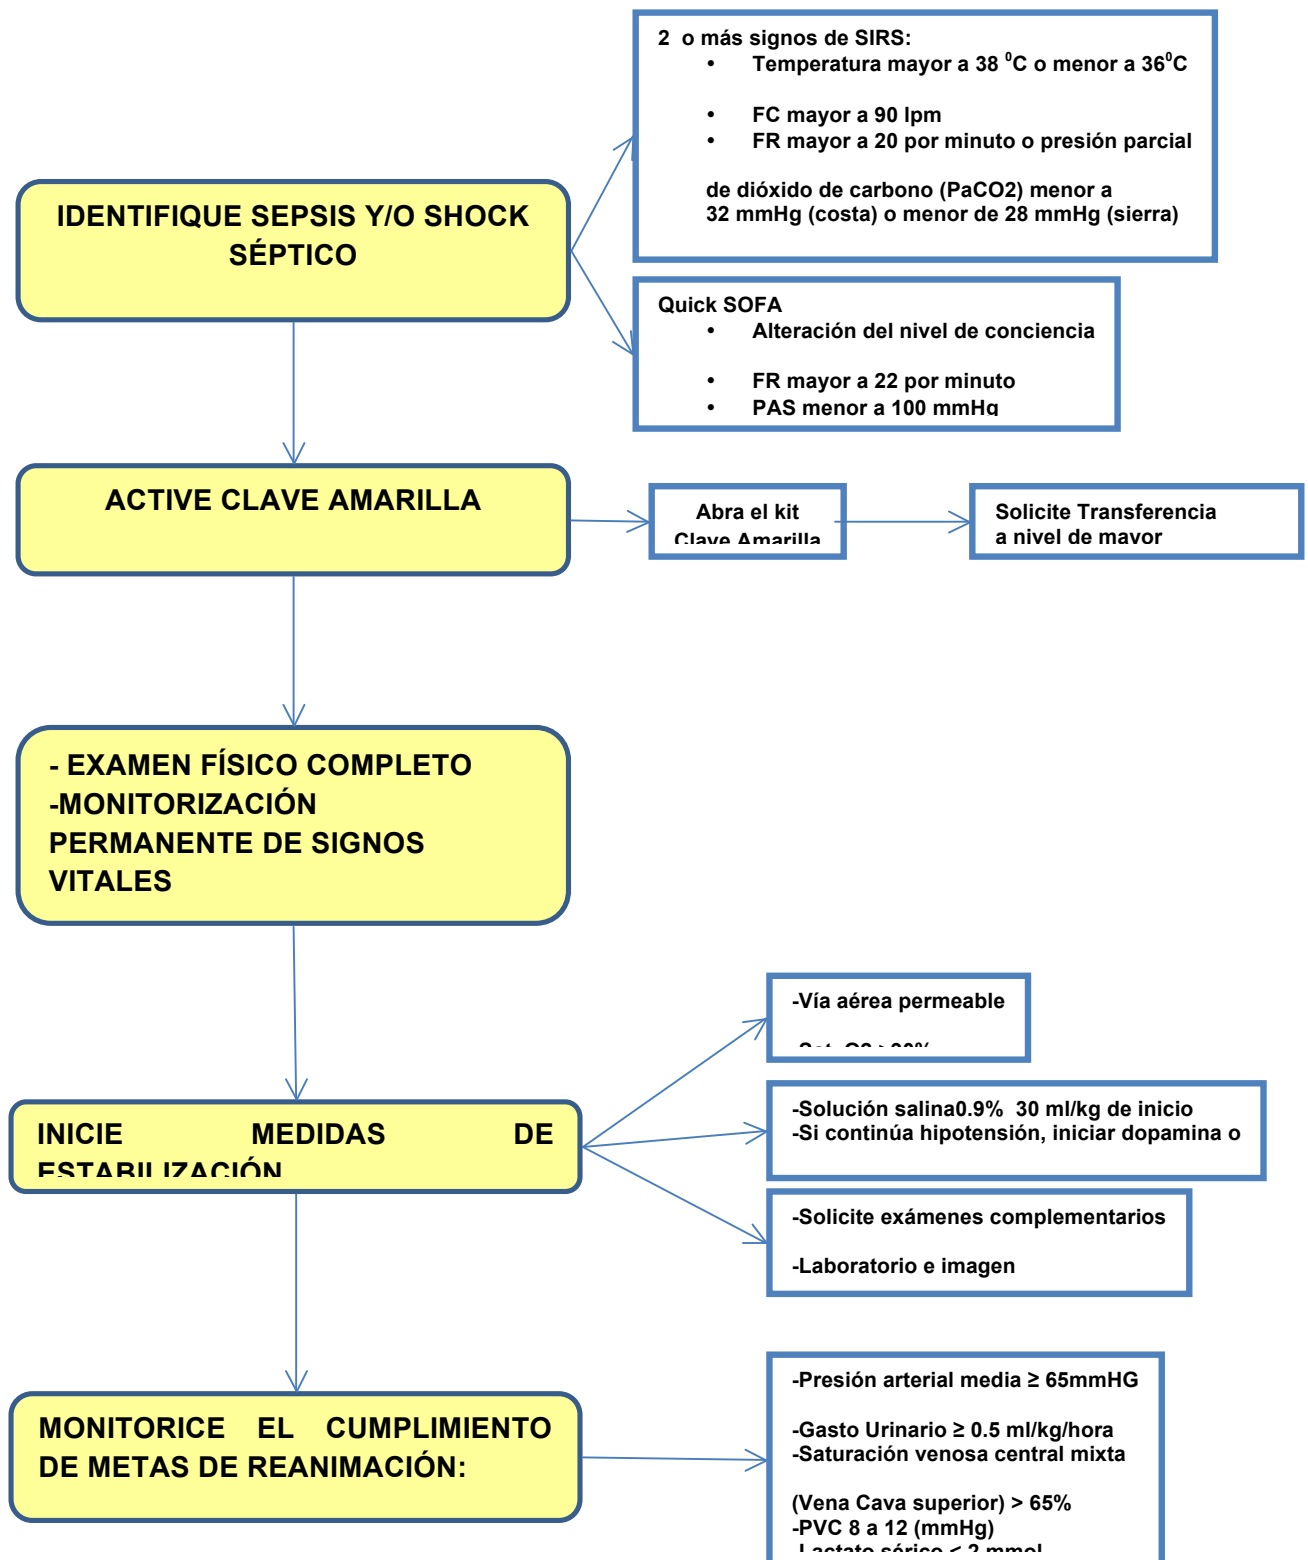 2 o más signos de SIRS:
• Temperatura mayor a 38 ⁰C o menor a 36⁰C
• FC mayor a 90 lpm
• FR mayor a 20 por minuto o presión parcial
de dióxido de carbono (PaCO2) menor a
32 mmHg (costa) o menor de 28 mmHg (sierra)
IDENTIFIQUE SEPSIS Y/O SHOCK
SÉPTICO
Quick SOFA
• Alteración del nivel de conciencia
• FR mayor a 22 por minuto
• PAS menor a 100 mmHg
ACTIVE CLAVE AMARILLA
Abra el kit
Clave Amarilla
Solicite Transferencia
a nivel de mayor
- EXAMEN FÍSICO COMPLETO
-MONITORIZACIÓN
PERMANENTE DE SIGNOS
VITALES
-Vía aérea permeable
INICIE MEDIDAS DE
ESTABILIZACIÓN
-Solución salina0.9% 30 ml/kg de inicio
-Si continúa hipotensión, iniciar dopamina o
-Solicite exámenes complementarios
-Laboratorio e imagen
MONITORICE EL CUMPLIMIENTO
DE METAS DE REANIMACIÓN:
-Presión arterial media ≥ 65mmHG
-Gasto Urinario ≥ 0.5 ml/kg/hora
-Saturación venosa central mixta
(Vena Cava superior) > 65%
-PVC 8 a 12 (mmHg)
-Lactato sérico < 2 mmol